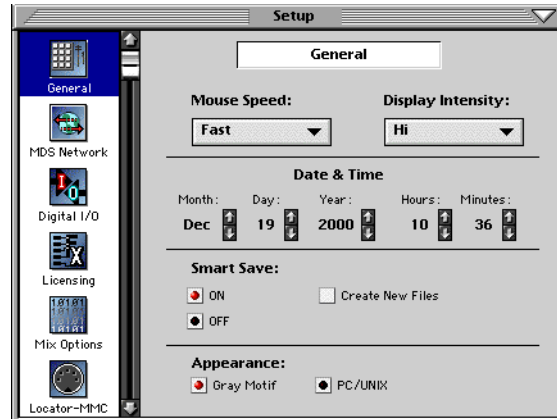 Setup
General
MDS Network
Digital I/O
Licensing
Mix Options
Locator-MMC
General
Mouse Speed: Display Intensity:
Fast Hi
Date & Time
Month: Day: Year: Hours: Minutes:
Dec 19 2000 10 36
Smart Save:
ON Create New Files
OFF
Appearance:
Gray Motif PC/UNIX